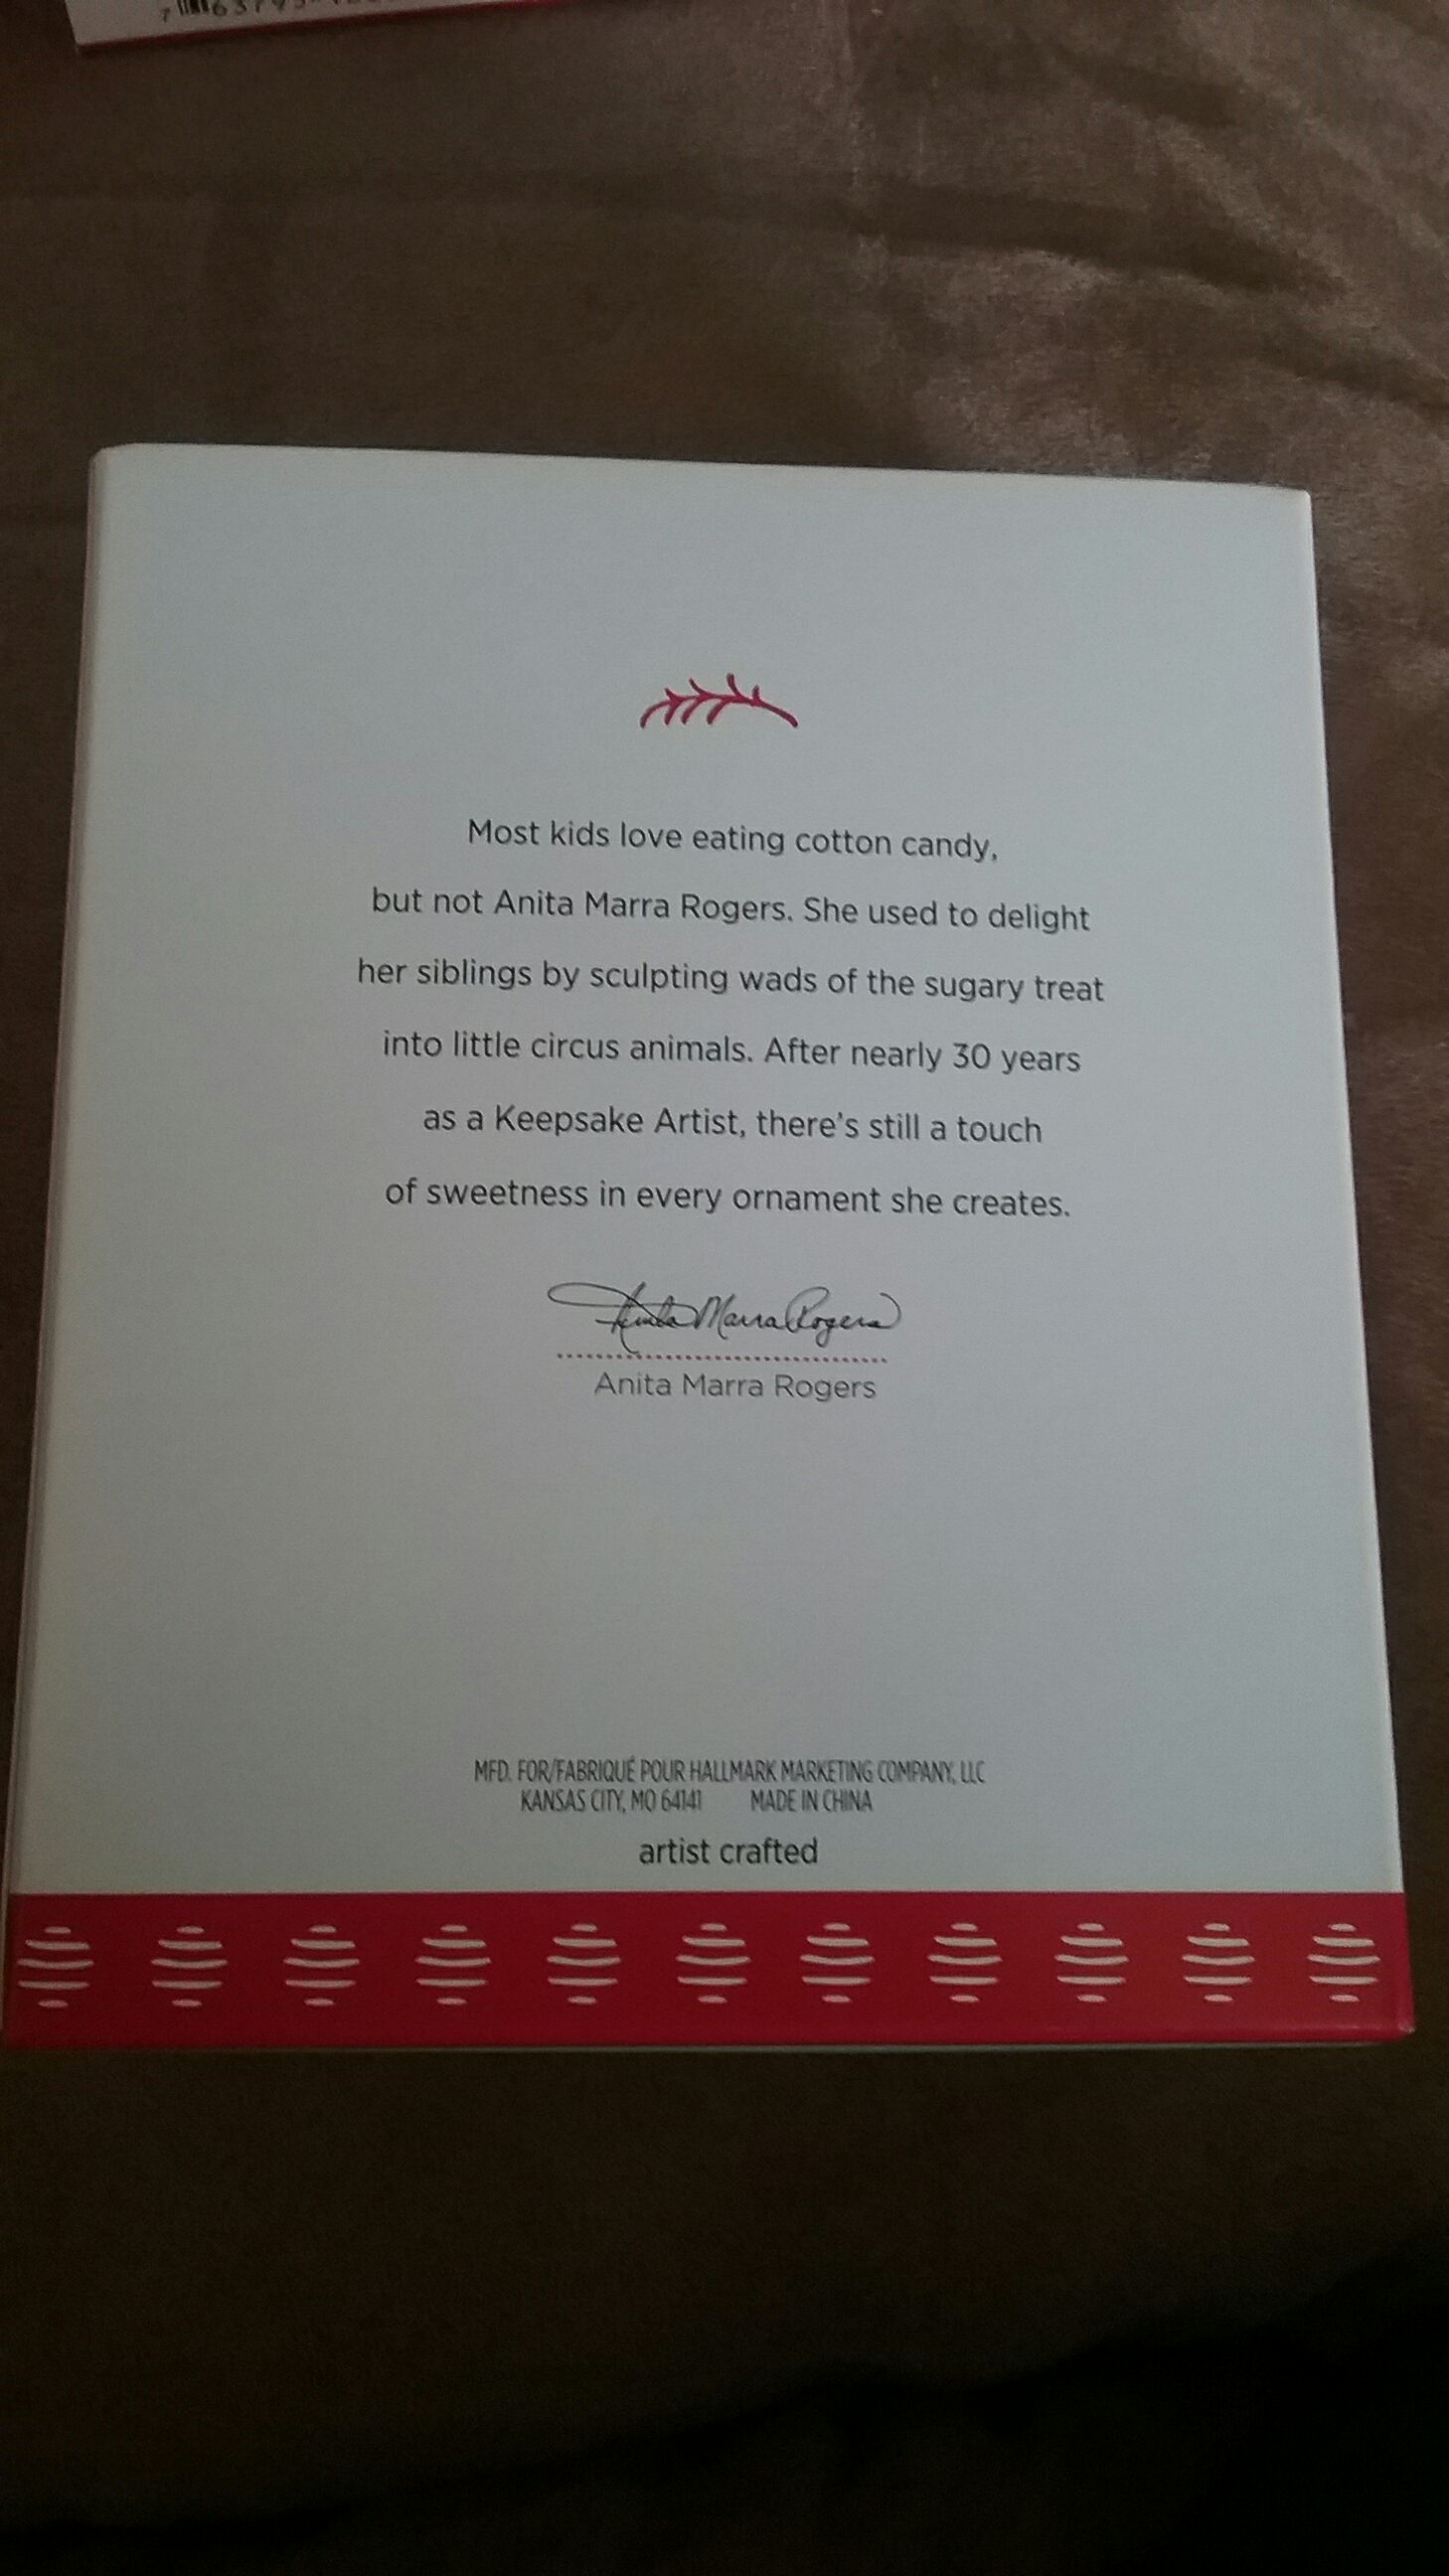 Most kids love eating cotton candy,
but not Anita Marra Rogers. She used to delight
her siblings by sculpting wads of the sugary treat
into little circus animals. After nearly 30 years
as a Keepsake Artist, there's still a touch
of sweetness in every ornament she creates.
Anita Marra Rogers
Anita Marra Rogers
MFD. FOR/FABRIQUÉ POUR HALLMARK MARKETING COMPANY, LLC
KANSAS CITY, MO 64141 MADE IN CHINA
artist crafted